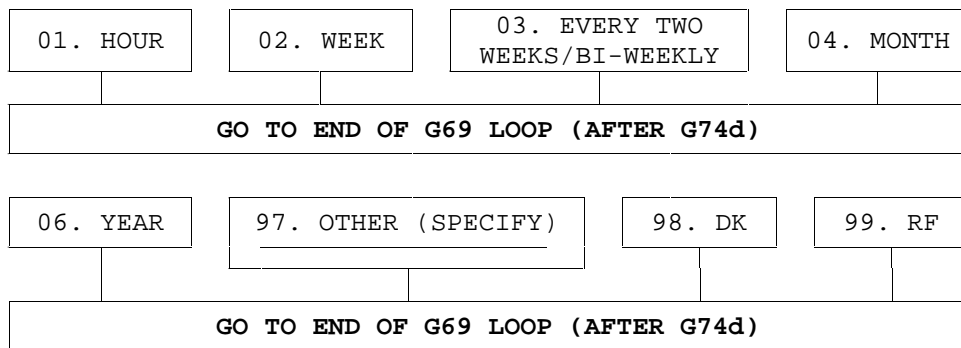 01. HOUR
02. WEEK
03. EVERY TWO
WEEKS/BI-WEEKLY
04. MONTH
GO TO END OF G69 LOOP (AFTER G74d)
06. YEAR
97. OTHER (SPECIFY)
98. DK
99. RF
GO TO END OF G69 LOOP (AFTER G74d)